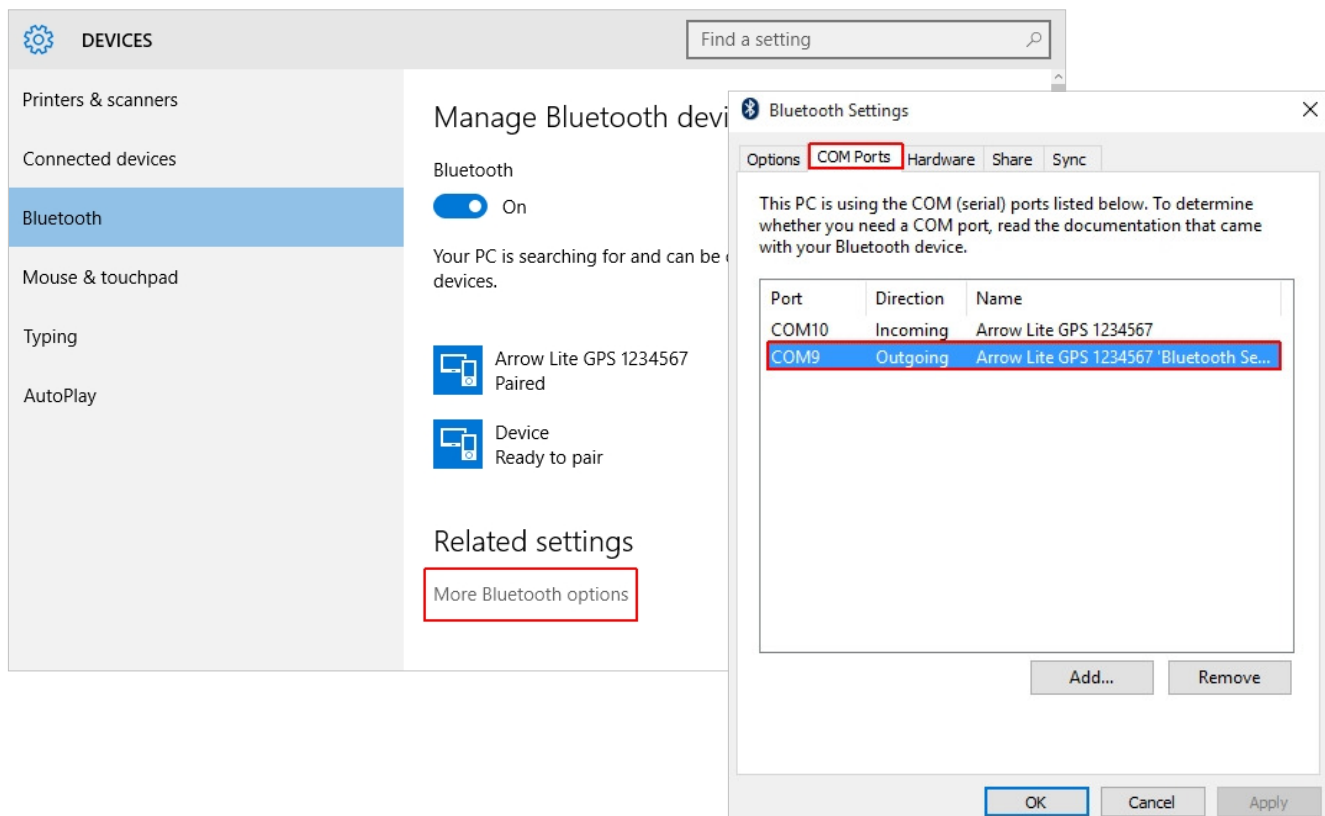 DEVICES
Find a setting
Printers & scanners
Connected devices
Bluetooth
Mouse & touchpad
Typing
AutoPlay
Manage Bluetooth devi
Bluetooth
On
Your PC is searching for and can be
devices.
Arrow Lite GPS 1234567
Paired
Device
Ready to pair
Related settings
More Bluetooth options
Bluetooth Settings
Options COM Ports Hardware Share Sync
This PC is using the COM (serial) ports listed below. To determine
whether you need a COM port, read the documentation that came
with your Bluetooth device.
Port Direction Name
COM10 Incoming Arrow Lite GPS 1234567
COM9 Outgoing Arrow Lite GPS 1234567 'Bluetooth Se...
Add... Remove
OK Cancel Apply